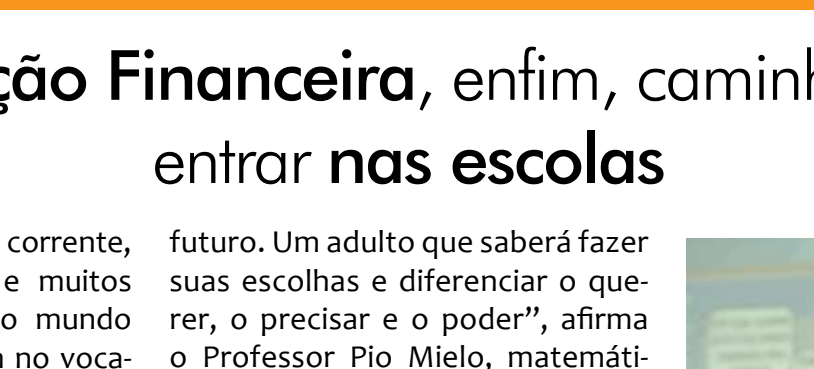 ção Financeira, enfim, caminh
entrar nas escolas
corrente,
e muitos
o mundo
no voca-
futuro. Um adulto que saberá fazer
suas escolhas e diferenciar o que-
rer, o precisar e o poder”, afirma
o Professor Pio Mielo, matemáti-